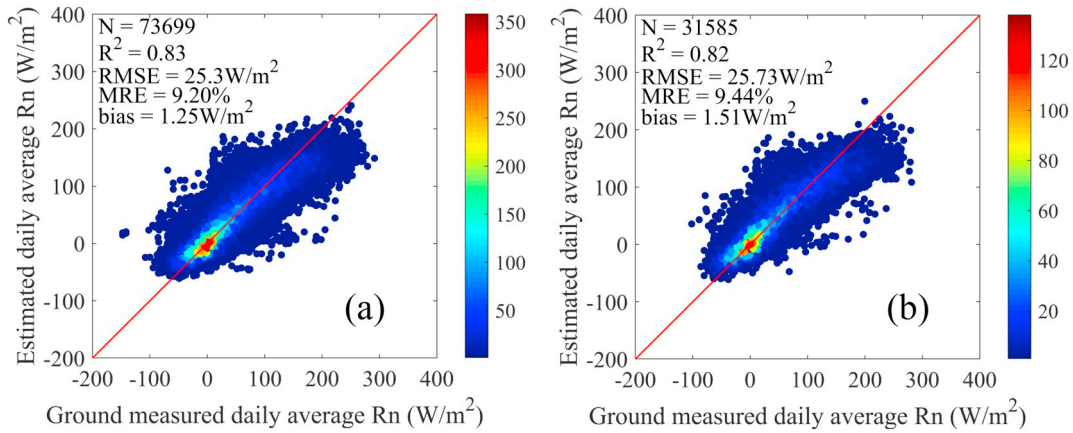 N = 73699
R² = 0.83
RMSE = 25.3W/m²
MRE = 9.20%
bias = 1.25W/m²
(a)
400
300
200
100
0
-100
-200
-200 -100 0 100 200 300 400
Estimated daily average Rn (W/m²)
Ground measured daily average Rn (W/m²)
350
300
250
200
150
100
50
N = 31585
R² = 0.82
RMSE = 25.73W/m²
MRE = 9.44%
bias = 1.51W/m²
(b)
400
300
200
100
0
-100
-200
-200 -100 0 100 200 300 400
Estimated daily average Rn (W/m²)
Ground measured daily average Rn (W/m²)
120
100
80
60
40
20